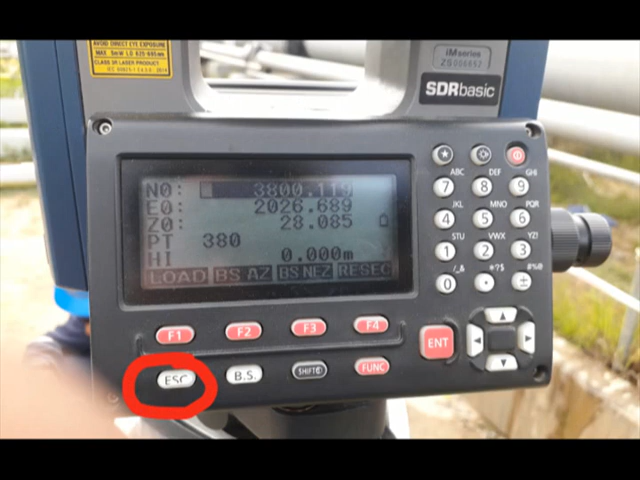 AVOID DIRECT EYE EXPOSURE
MAX 5mW LD 625-695nm
CLASS 3R LASER PRODUCT
iM series
ZS006652
SDRbasic
N0: 3800.119
E0: 2026.689
Z0: 28.085
PT 380
HI 0.000m
LOAD BS AZ BS NEZ RESEC
ABC DEF GHI
7 8 9
JKL MNO PQR
4 5 6
STU VWX YZ!
1 2 3
/_& *?$ #%@
0 . ±
F1 F2 F3 F4
ENT
ESC B.S. SHIFT FUNC